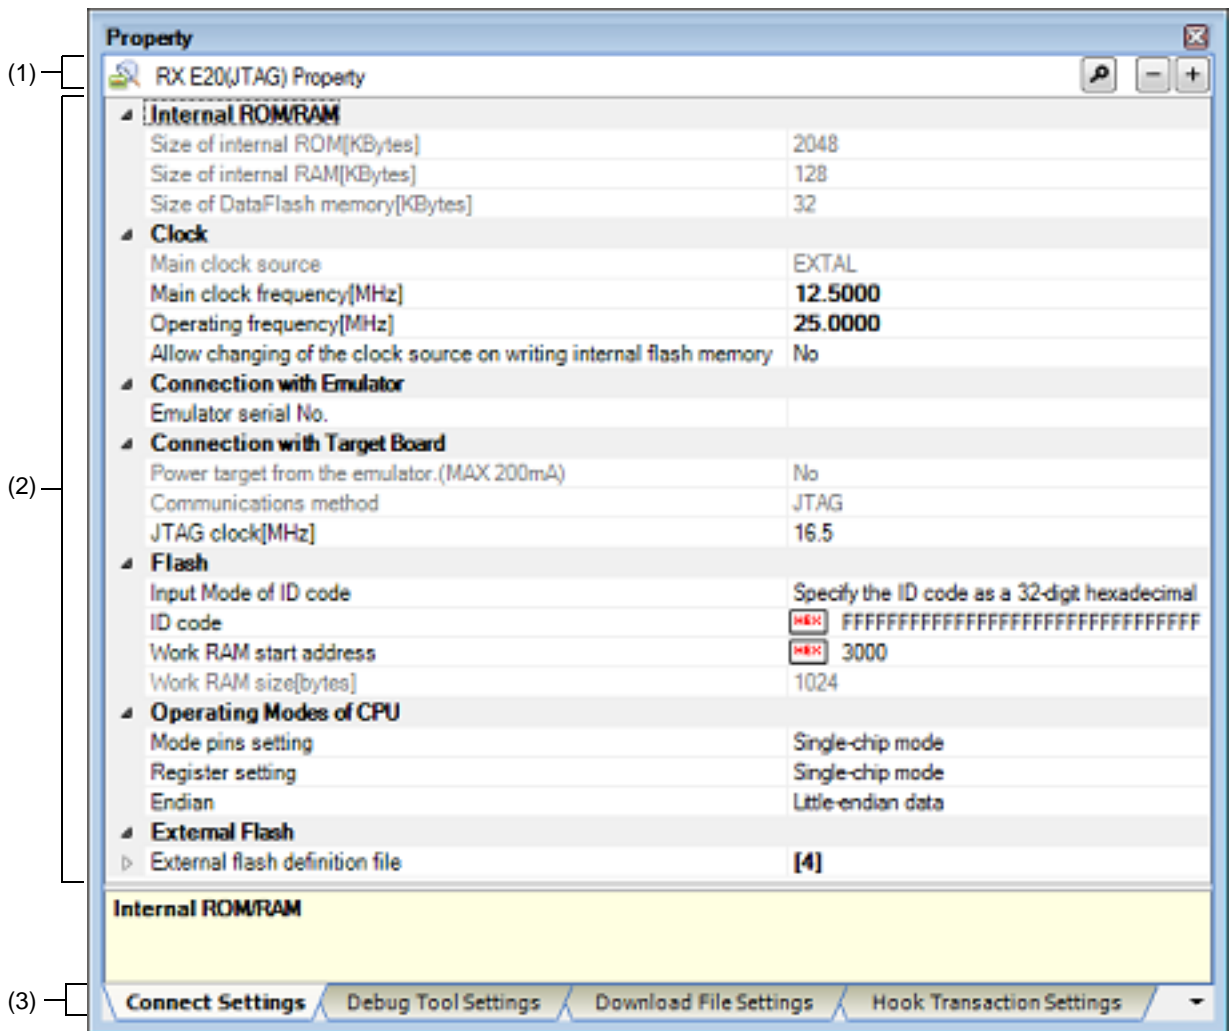 Property
(1) RX E20(JTAG) Property
Internal ROM/RAM
Size of internal ROM[KBytes] 2048
Size of internal RAM[KBytes] 128
Size of DataFlash memory[KBytes] 32
Clock
Main clock source EXTAL
Main clock frequency[MHz] 12.5000
Operating frequency[MHz] 25.0000
Allow changing of the clock source on writing internal flash memory No
Connection with Emulator
Emulator serial No.
Connection with Target Board
Power target from the emulator.(MAX 200mA) No
(2)
Communications method JTAG
JTAG clock[MHz] 16.5
Flash
Input Mode of ID code Specify the ID code as a 32-digit hexadecimal
ID code HEX FFFFFFFFFFFFFFFFFFFFFFFFFFFFFFFF
Work RAM start address HEX 3000
Work RAM size[bytes] 1024
Operating Modes of CPU
Mode pins setting Single-chip mode
Register setting Single-chip mode
Endian Little-endian data
External Flash
External flash definition file [4]
Internal ROM/RAM
(3) Connect Settings Debug Tool Settings Download File Settings Hook Transaction Settings